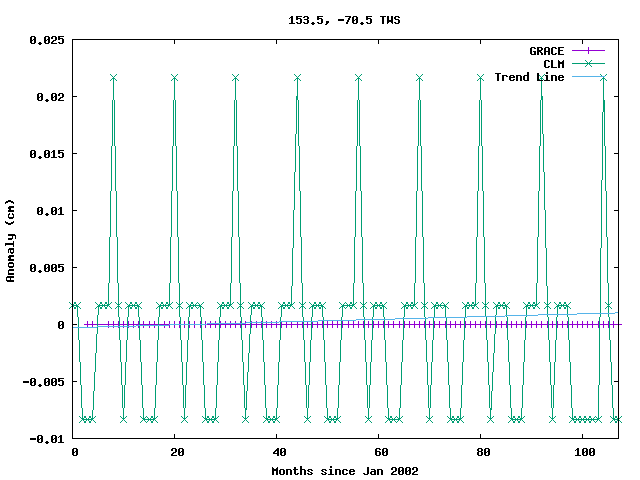 153.5, -70.5 TWS
GRACE
CLM
Trend Line
0.025
0.02
0.015
0.01
0.005
0
-0.005
-0.01
Anomaly (cm)
0 20 40 60 80 100
Months since Jan 2002